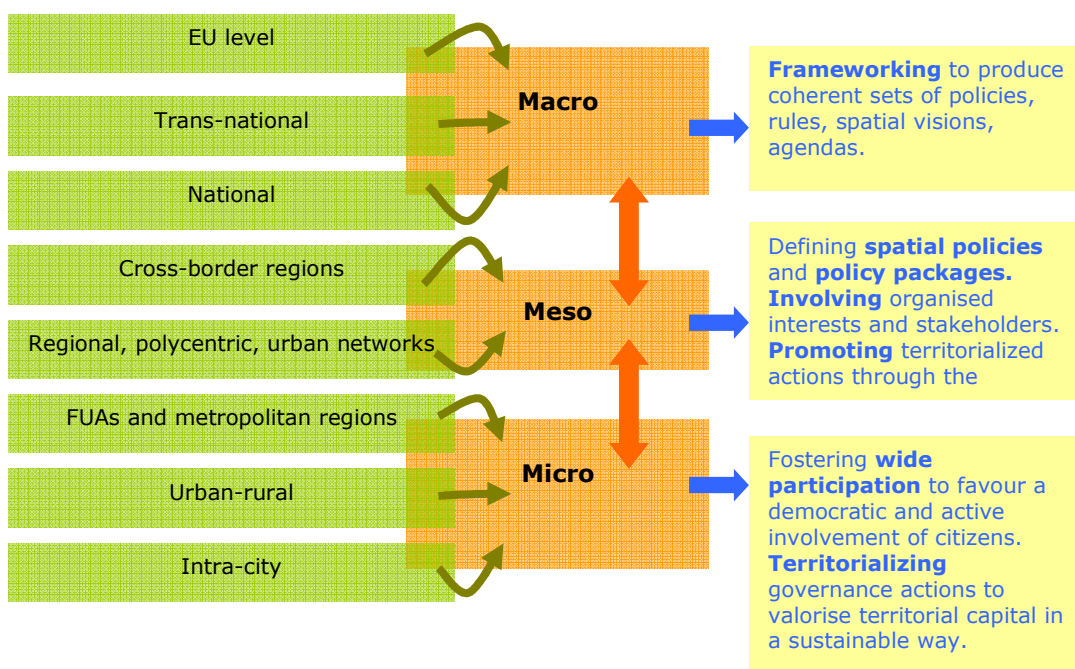 EU level
Trans-national
National
Cross-border regions
Regional, polycentric, urban networks
FUAs and metropolitan regions
Urban-rural
Intra-city
Macro
Meso
Micro
Frameworking to produce
coherent sets of policies,
rules, spatial visions,
agendas.
Defining spatial policies
and policy packages.
Involving organised
interests and stakeholders.
Promoting territorialized
actions through the
Fostering wide
participation to favour a
democratic and active
involvement of citizens.
Territorializing
governance actions to
valorise territorial capital in
a sustainable way.